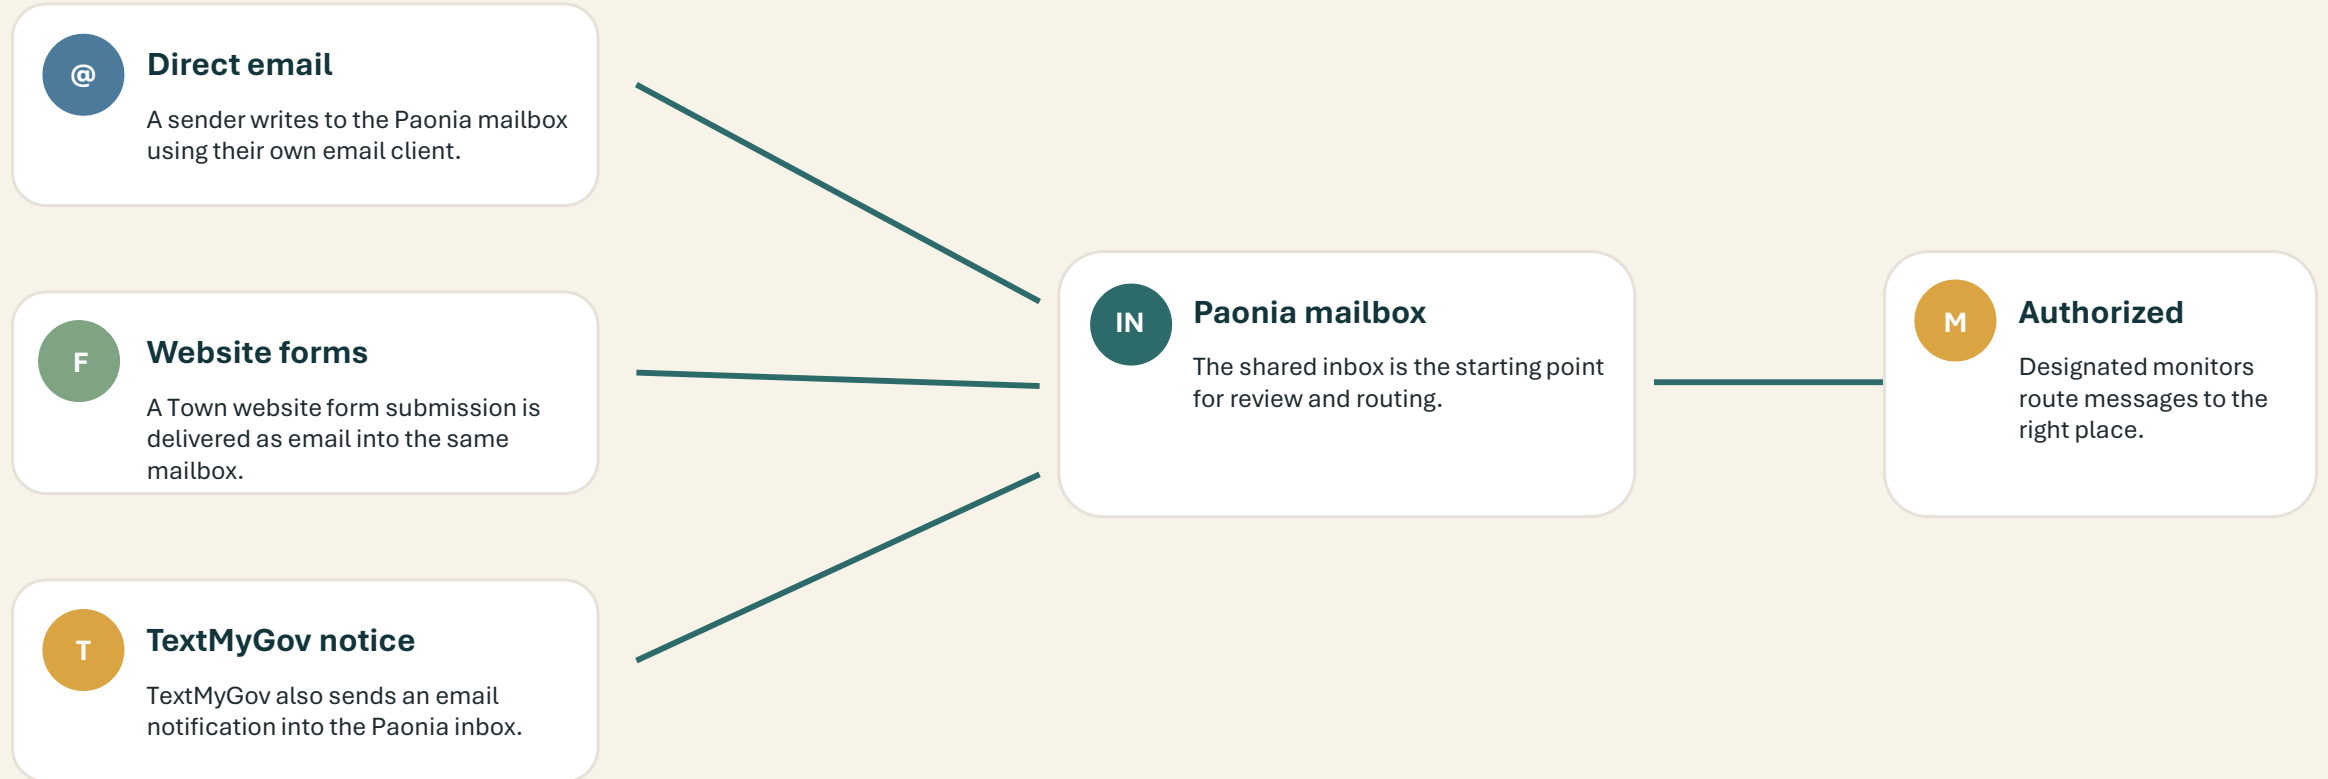 @
Direct email
A sender writes to the Paonia mailbox
using their own email client.
F
Website forms
A Town website form submission is
delivered as email into the same
mailbox.
T
TextMyGov notice
TextMyGov also sends an email
notification into the Paonia inbox.
IN
Paonia mailbox
The shared inbox is the starting point
for review and routing.
M
Authorized
Designated monitors
route messages to the
right place.